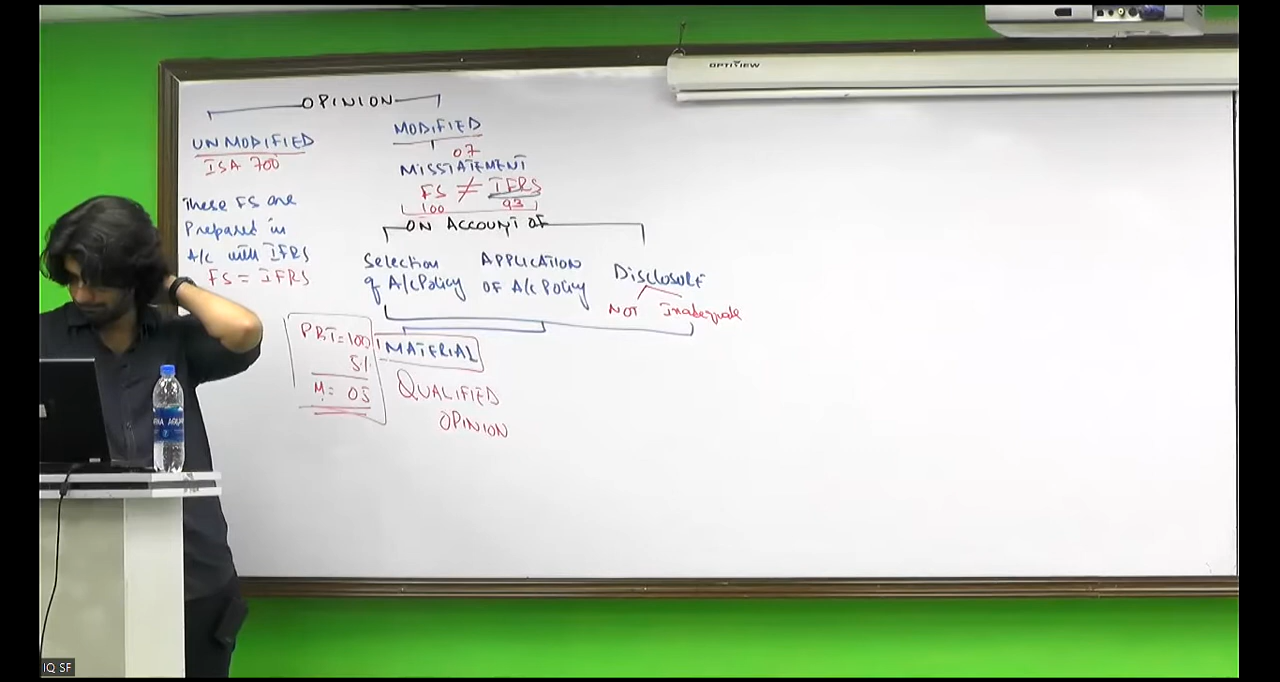 OPTIVIEW
OPINION
UNMODIFIED
ISA 700
These FS are
Prepared in
A/c with IFRS
FS = IFRS
MODIFIED
07
MISSTATEMENT
FS ≠ IFRS
100 93
ON ACCOUNT OF
Selection
of A/c Policy
APPLICATION
OF A/c Policy
Disclosure
NOT Inadequate
PBT=100
5%
M= 05
MATERIAL
QUALIFIED
OPINION
IQ SF